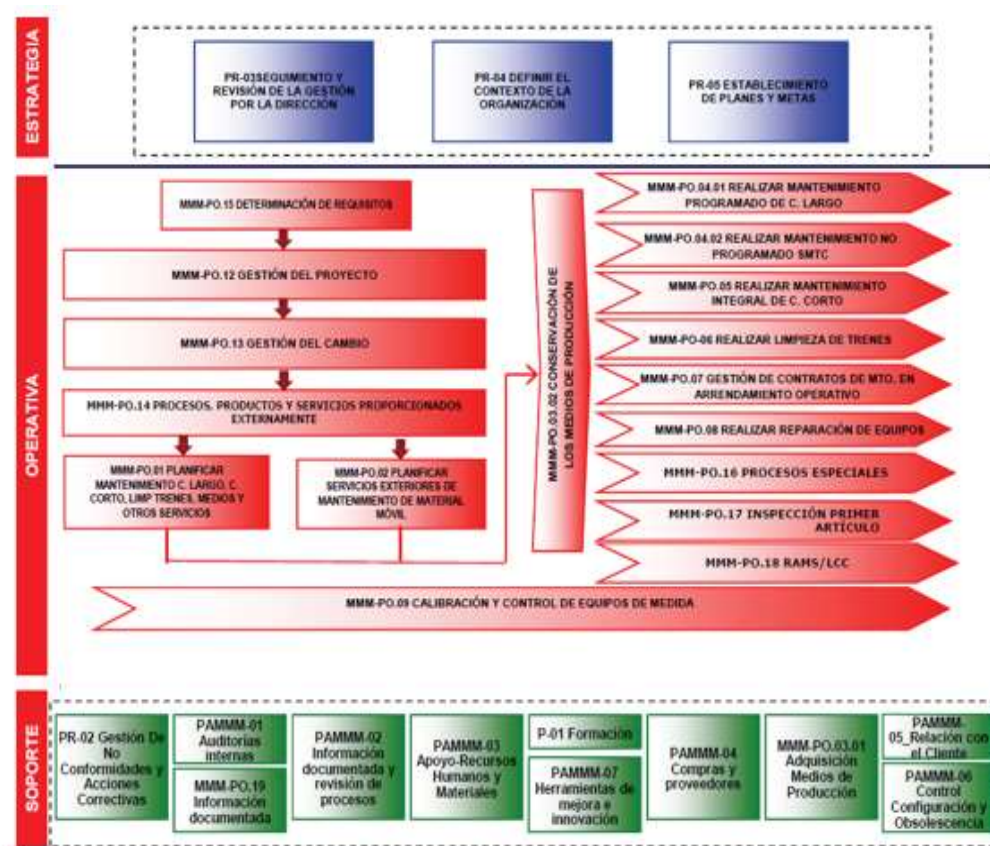 ESTRATEGIA
PR-03SEGUIMIENTO Y
REVISIÓN DE LA GESTIÓN
POR LA DIRECCIÓN
PR-04 DEFINIR EL
CONTEXTO DE LA
ORGANIZACIÓN
PR-05 ESTABLECIMIENTO
DE PLANES Y METAS
OPERATIVA
MMM-PO.15 DETERMINACIÓN DE REQUISITOS
MMM-PO.12 GESTIÓN DEL PROYECTO
MMM-PO.13 GESTIÓN DEL CAMBIO
MMM-PO.14 PROCESOS, PRODUCTOS Y SERVICIOS PROPORCIONADOS
EXTERNAMENTE
MMM-PO.01 PLANIFICAR
MANTENIMIENTO C. LARGO, C.
CORTO, LIMP TRENES, MEDIOS Y
OTROS SERVICIOS
MMM-PO.02 PLANIFICAR
SERVICIOS EXTERIORES DE
MANTENIMIENTO DE MATERIAL
MÓVIL
MMM-PO.03.02 CONSERVACIÓN DE
LOS MEDIOS DE PRODUCCIÓN
MMM-PO.04.01 REALIZAR MANTENIMIENTO
PROGRAMADO DE C. LARGO
MMM-PO.04.02 REALIZAR MANTENIMIENTO NO
PROGRAMADO SMTC
MMM-PO.05 REALIZAR MANTENIMIENTO
INTEGRAL DE C. CORTO
MMM-PO-06 REALIZAR LIMPIEZA DE TRENES
MMM-PO.07 GESTIÓN DE CONTRATOS DE MTO. EN
ARRENDAMIENTO OPERATIVO
MMM-PO.08 REALIZAR REPARACIÓN DE EQUIPOS
MMM-PO.16 PROCESOS ESPECIALES
MMM-PO.17 INSPECCIÓN PRIMER
ARTÍCULO
MMM-PO.18 RAMS/LCC
MMM-PO.09 CALIBRACIÓN Y CONTROL DE EQUIPOS DE MEDIDA
SOPORTE
PR-02 Gestión De
No
Conformidades y
Acciones
Correctivas
PAMMM-01
Auditorías
internas
MMM-PO.19
Información
documentada
PAMMM-02
Información
documentada y
revisión de
procesos
PAMMM-03
Apoyo-Recursos
Humanos y
Materiales
P-01 Formación
PAMMM-07
Herramientas de
mejora e
innovación
PAMMM-04
Compras y
proveedores
MMM-PO.03.01
Adquisición
Medios de
Producción
PAMMM-
05_Relación con
el Cliente
PAMMM-06
Control
Configuración y
Obsolescencia